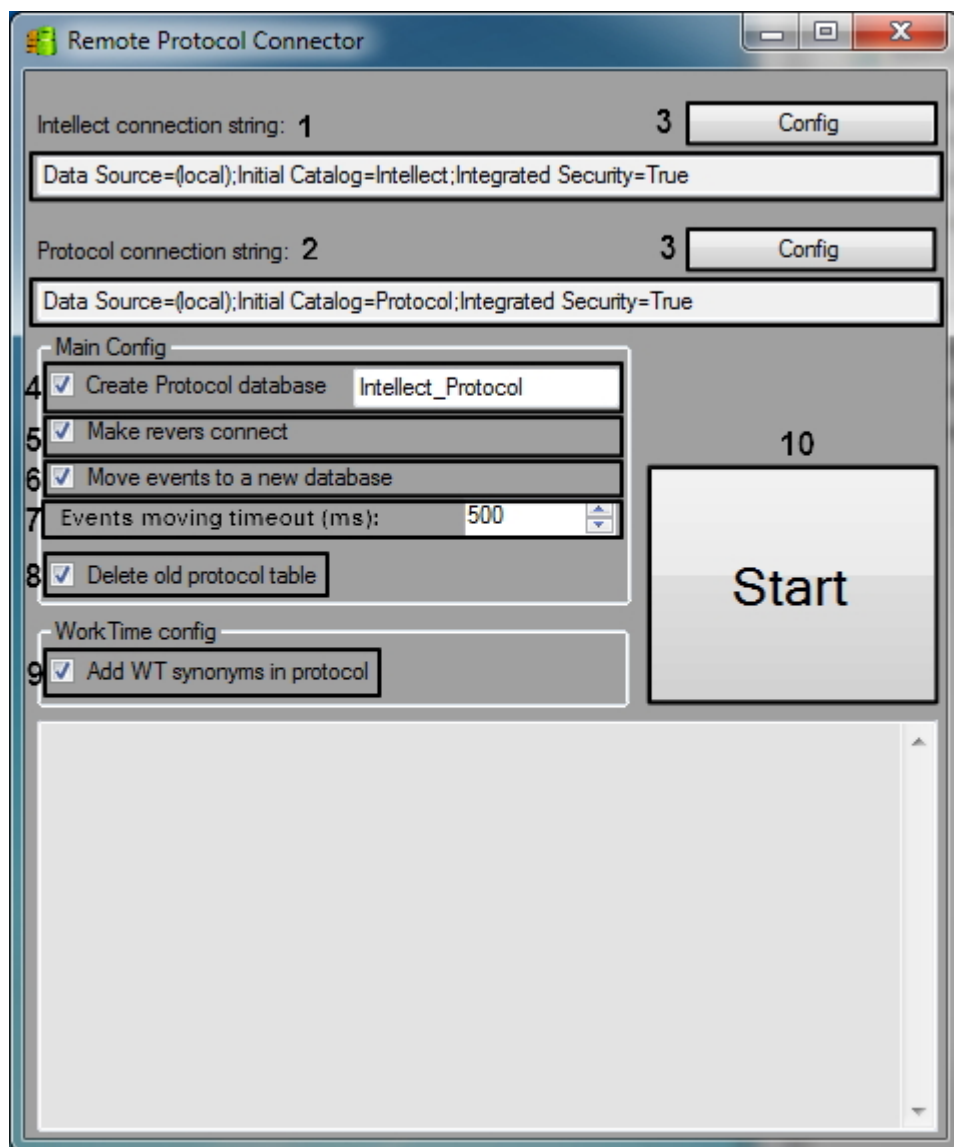 Remote Protocol Connector
Intellect connection string: 1
3 Config
Data Source=(local);Initial Catalog=Intellect;Integrated Security=True
Protocol connection string: 2
3 Config
Data Source=(local);Initial Catalog=Protocol;Integrated Security=True
Main Config
4 Create Protocol database Intellect_Protocol
5 Make revers connect
6 Move events to a new database
7 Events moving timeout (ms): 500
8 Delete old protocol table
10
Start
WorkTime config
9 Add WT synonyms in protocol